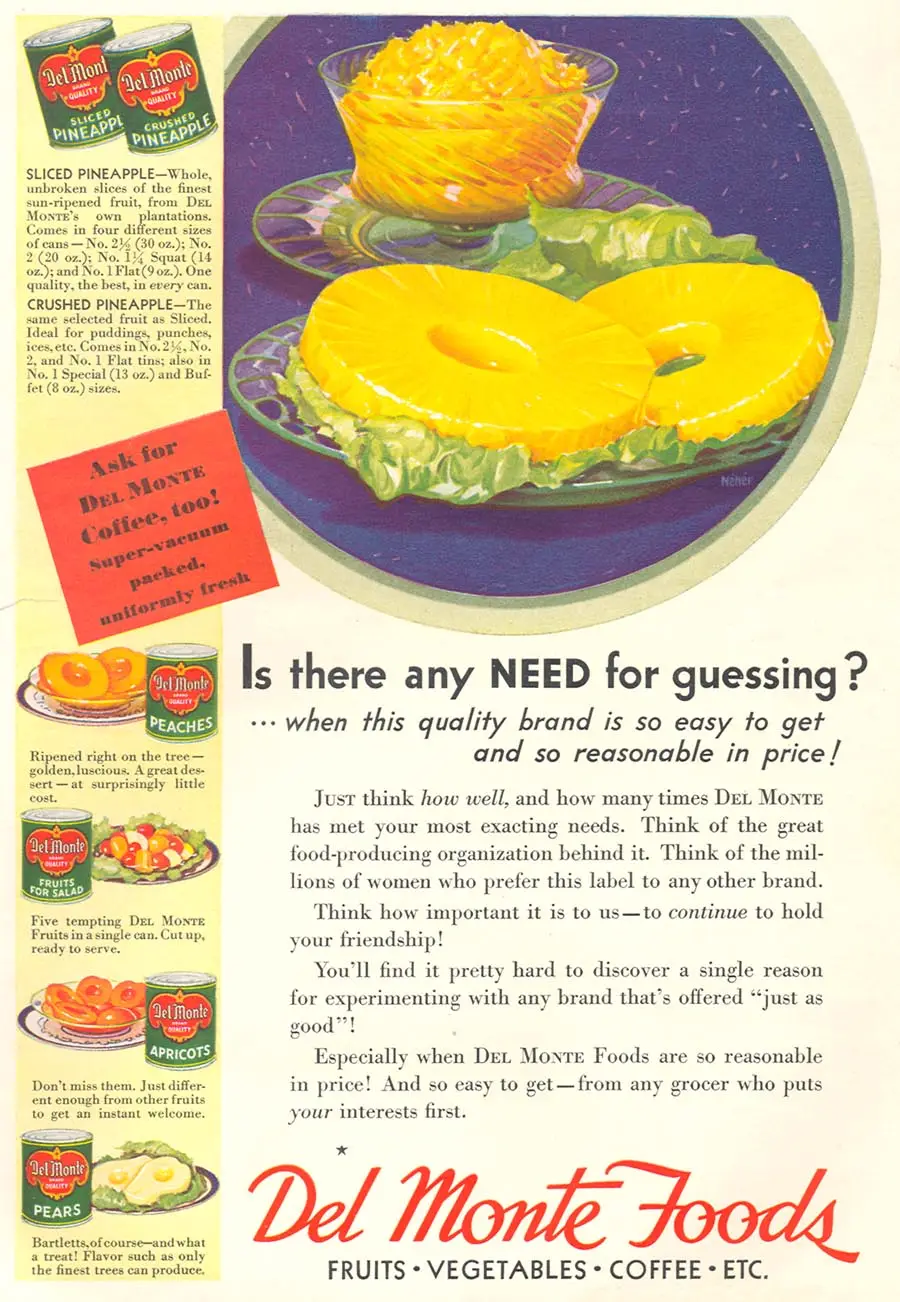 Del Monte
BRAND
QUALITY
SLICED
PINEAPPL
Del Monte
BRAND
QUALITY
CRUSHED
PINEAPPLE
SLICED PINEAPPLE—Whole,
unbroken slices of the finest
sun-ripened fruit, from DEL
MONTE's own plantations.
Comes in four different sizes
of cans—No. 2½ (30 oz.); No.
2 (20 oz.); No. 1¼ Squat (14
oz.); and No. 1 Flat (9 oz.). One
quality, the best, in every can.
CRUSHED PINEAPPLE—The
same selected fruit as Sliced.
Ideal for puddings, punches,
ices, etc. Comes in No. 2½, No.
2, and No. 1 Flat tins; also in
No. 1 Special (13 oz.) and Buf-
fet (8 oz.) sizes.
Neher
Ask for
DEL MONTE
Coffee, too!
Super-vacuum
packed,
uniformly fresh
Del Monte
BRAND
QUALITY
PEACHES
Ripened right on the tree—
golden, luscious. A great des-
sert—at surprisingly little
cost.
Del Monte
BRAND
QUALITY
FRUITS
FOR SALAD
Five tempting DEL MONTE
Fruits in a single can. Cut up,
ready to serve.
Del Monte
BRAND
QUALITY
APRICOTS
Don't miss them. Just differ-
ent enough from other fruits
to get an instant welcome.
Del Monte
BRAND
QUALITY
PEARS
Bartletts, of course—and what
a treat! Flavor such as only
the finest trees can produce.
Is there any NEED for guessing?
... when this quality brand is so easy to get
and so reasonable in price!
JUST think how well, and how many times DEL MONTE
has met your most exacting needs. Think of the great
food-producing organization behind it. Think of the mil-
lions of women who prefer this label to any other brand.
Think how important it is to us—to continue to hold
your friendship!
You'll find it pretty hard to discover a single reason
for experimenting with any brand that's offered “just as
good”!
Especially when DEL MONTE Foods are so reasonable
in price! And so easy to get—from any grocer who puts
your interests first.
Del Monte Foods
FRUITS • VEGETABLES • COFFEE • ETC.